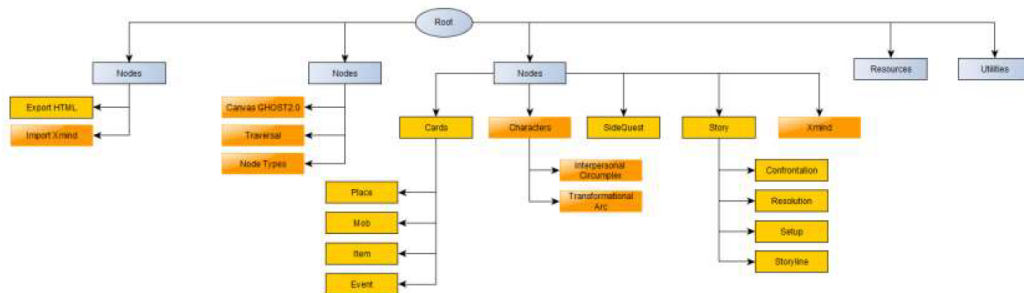 Root
Nodes
Nodes
Nodes
Resources
Utilities
Export HTML
Import Xmind
Canvas GHOST2.0
Traversal
Node Types
Cards
Characters
SideQuest
Story
Xmind
Interpersonal
Circumplex
Transformational
Arc
Place
Mob
Item
Event
Confrontation
Resolution
Setup
Storyline